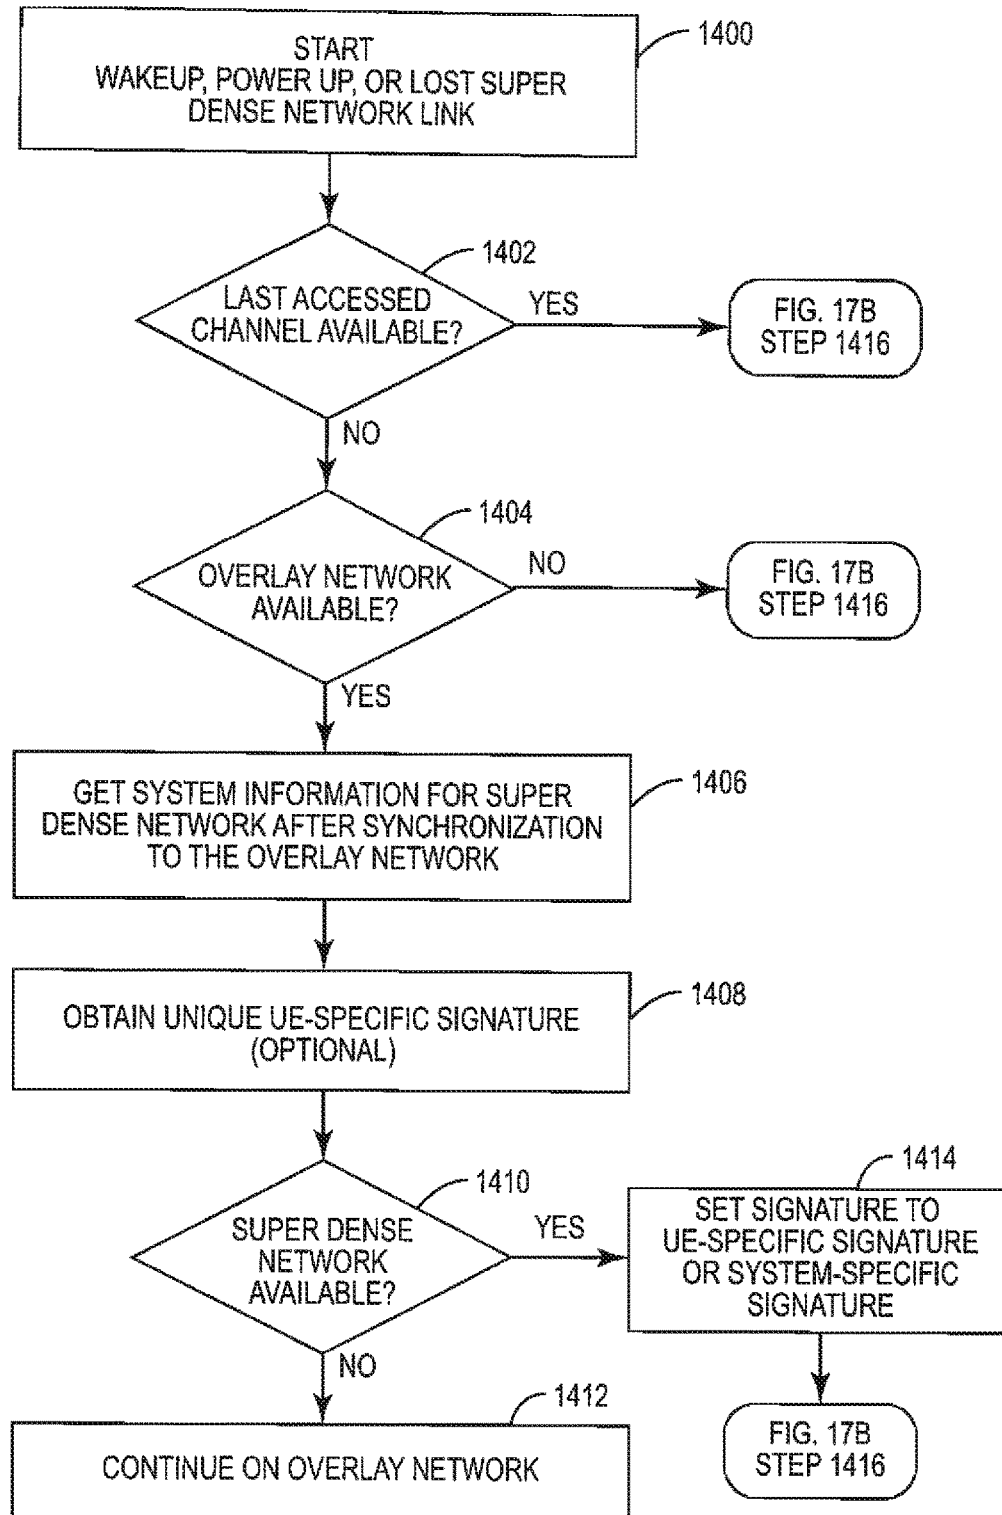 START
WAKEUP, POWER UP, OR LOST SUPER
DENSE NETWORK LINK
1400
1402
LAST ACCESSED
CHANNEL AVAILABLE?
YES
FIG. 17B
STEP 1416
NO
1404
OVERLAY NETWORK
AVAILABLE?
NO
FIG. 17B
STEP 1416
YES
GET SYSTEM INFORMATION FOR SUPER
DENSE NETWORK AFTER SYNCHRONIZATION
TO THE OVERLAY NETWORK
1406
OBTAIN UNIQUE UE-SPECIFIC SIGNATURE
(OPTIONAL)
1408
1410
SUPER DENSE
NETWORK
AVAILABLE?
YES
1414
SET SIGNATURE TO
UE-SPECIFIC SIGNATURE
OR SYSTEM-SPECIFIC
SIGNATURE
NO
1412
CONTINUE ON OVERLAY NETWORK
FIG. 17B
STEP 1416